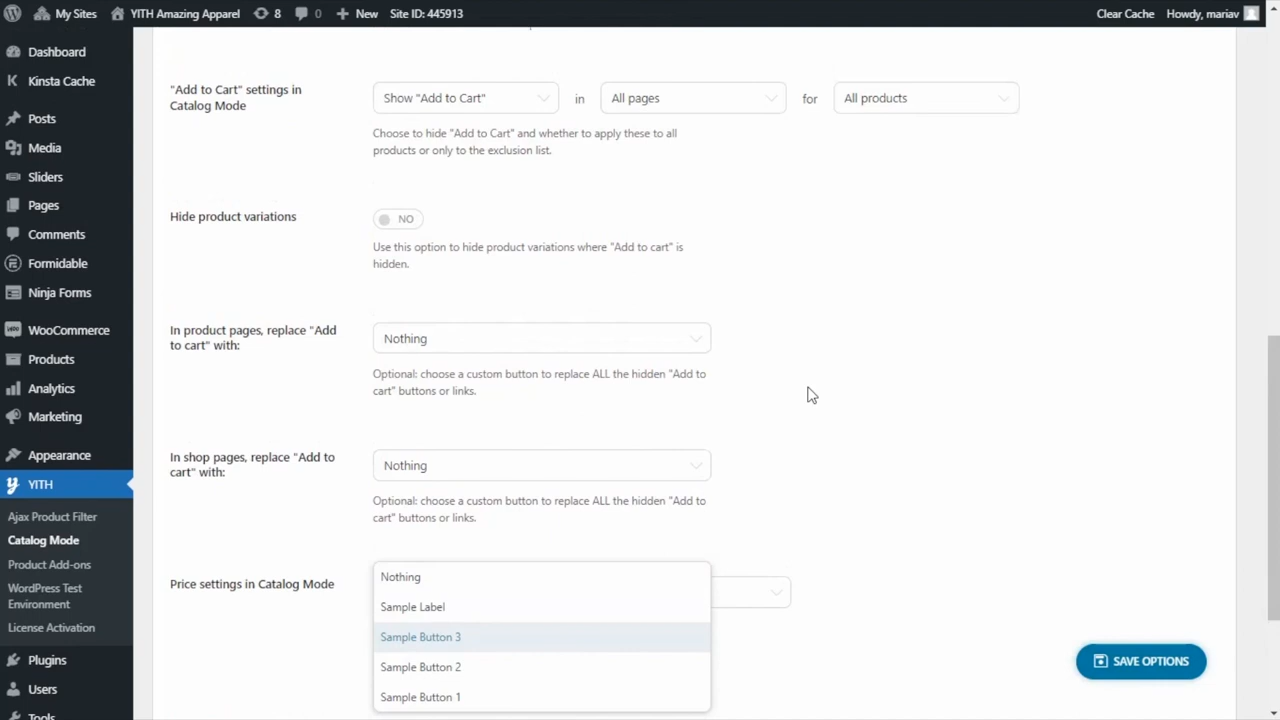 My Sites
YITH Amazing Apparel
8
0
New
Site ID: 445913
Clear Cache
Howdy, mariav
Dashboard
Kinsta Cache
Posts
Media
Sliders
Pages
Comments
Formidable
Ninja Forms
WooCommerce
Products
Analytics
Marketing
Appearance
YITH
Ajax Product Filter
Catalog Mode
Product Add-ons
WordPress Test
Environment
License Activation
Plugins
Users
Tools
"Add to Cart" settings in
Catalog Mode
Show "Add to Cart"
in
All pages
for
All products
Choose to hide "Add to Cart" and whether to apply these to all
products or only to the exclusion list.
Hide product variations
NO
Use this option to hide product variations where "Add to cart" is
hidden.
In product pages, replace "Add
to cart" with:
Nothing
Optional: choose a custom button to replace ALL the hidden "Add to
cart" buttons or links.
In shop pages, replace "Add to
cart" with:
Nothing
Optional: choose a custom button to replace ALL the hidden "Add to
cart" buttons or links.
Price settings in Catalog Mode
Nothing
Sample Label
Sample Button 3
Sample Button 2
Sample Button 1
SAVE OPTIONS